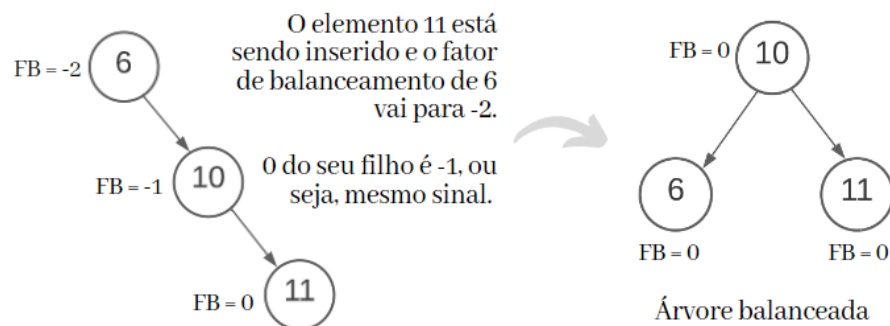 O elemento 11 está
sendo inserido e o fator
de balanceamento de 6
vai para -2.
0 do seu filho é -1, ou
seja, mesmo sinal.
FB = -2
6
FB = -1
10
FB = 0
11
FB = 0
10
6
11
FB = 0
FB = 0
Árvore balanceada